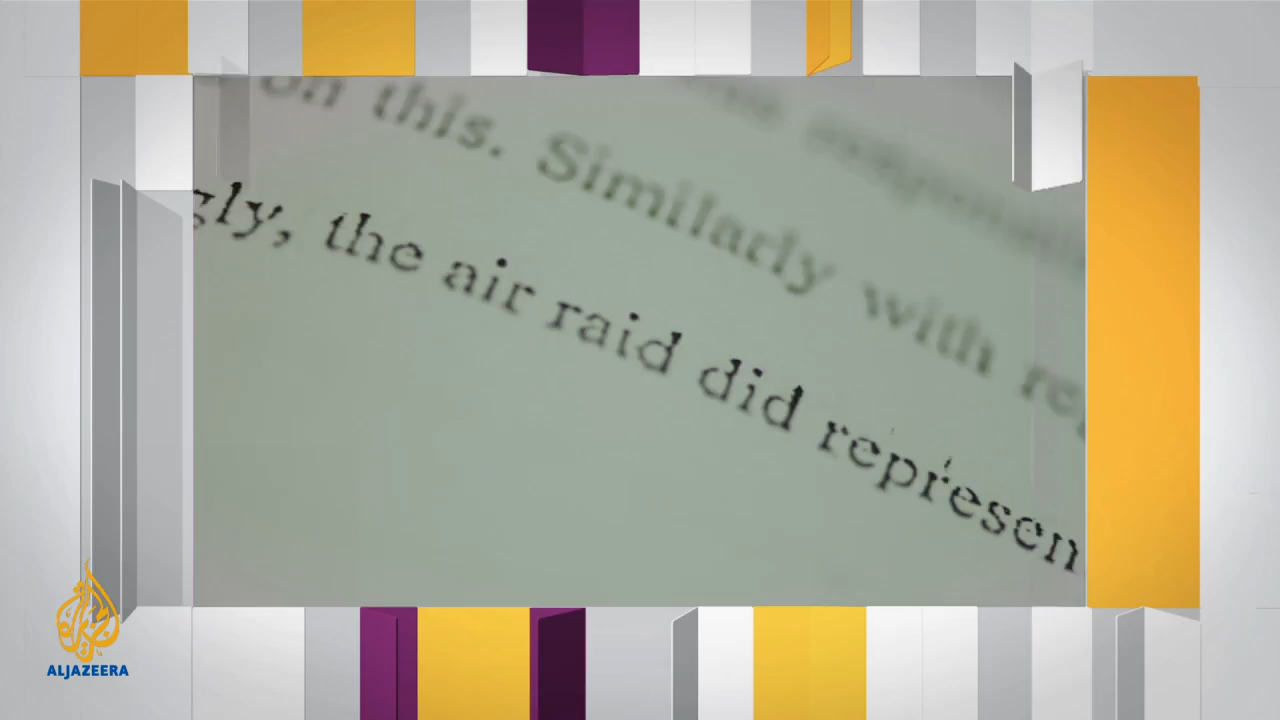 on this. Similarly with
gly, the air raid did represen
ALJAZEERA